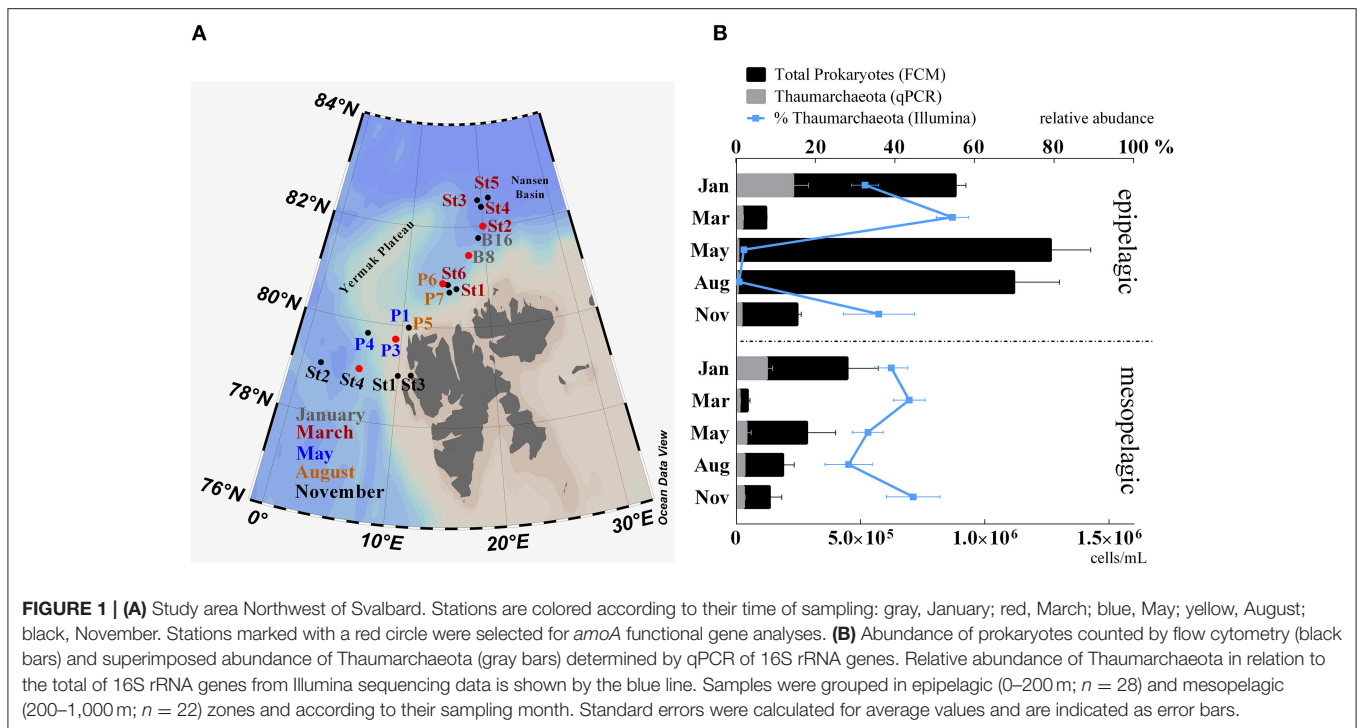 A
84°N
82°N
80°N
78°N
76°N
0°
10°E
20°E
30°E
Nansen
Basin
Yermak Plateau
St5
St3
St4
St2
B16
B8
P6
St6
P7
St1
P1
P5
P4
P3
St2
St4
St1
St3
January
March
May
August
November
Ocean Data View
B
Total Prokaryotes (FCM)
Thaumarchaeota (qPCR)
% Thaumarchaeota (Illumina)
relative abudance
0 20 40 60 80 100 %
Jan
Mar
May
Aug
Nov
epipelagic
Jan
Mar
May
Aug
Nov
mesopelagic
0 5.0×10⁵ 1.0×10⁶ 1.5×10⁶
cells/mL
FIGURE 1 | (A) Study area Northwest of Svalbard. Stations are colored according to their time of sampling: gray, January; red, March; blue, May; yellow, August;
black, November. Stations marked with a red circle were selected for amoA functional gene analyses. (B) Abundance of prokaryotes counted by flow cytometry (black
bars) and superimposed abundance of Thaumarchaeota (gray bars) determined by qPCR of 16S rRNA genes. Relative abundance of Thaumarchaeota in relation to
the total of 16S rRNA genes from Illumina sequencing data is shown by the blue line. Samples were grouped in epipelagic (0–200 m; n = 28) and mesopelagic
(200–1,000 m; n = 22) zones and according to their sampling month. Standard errors were calculated for average values and are indicated as error bars.